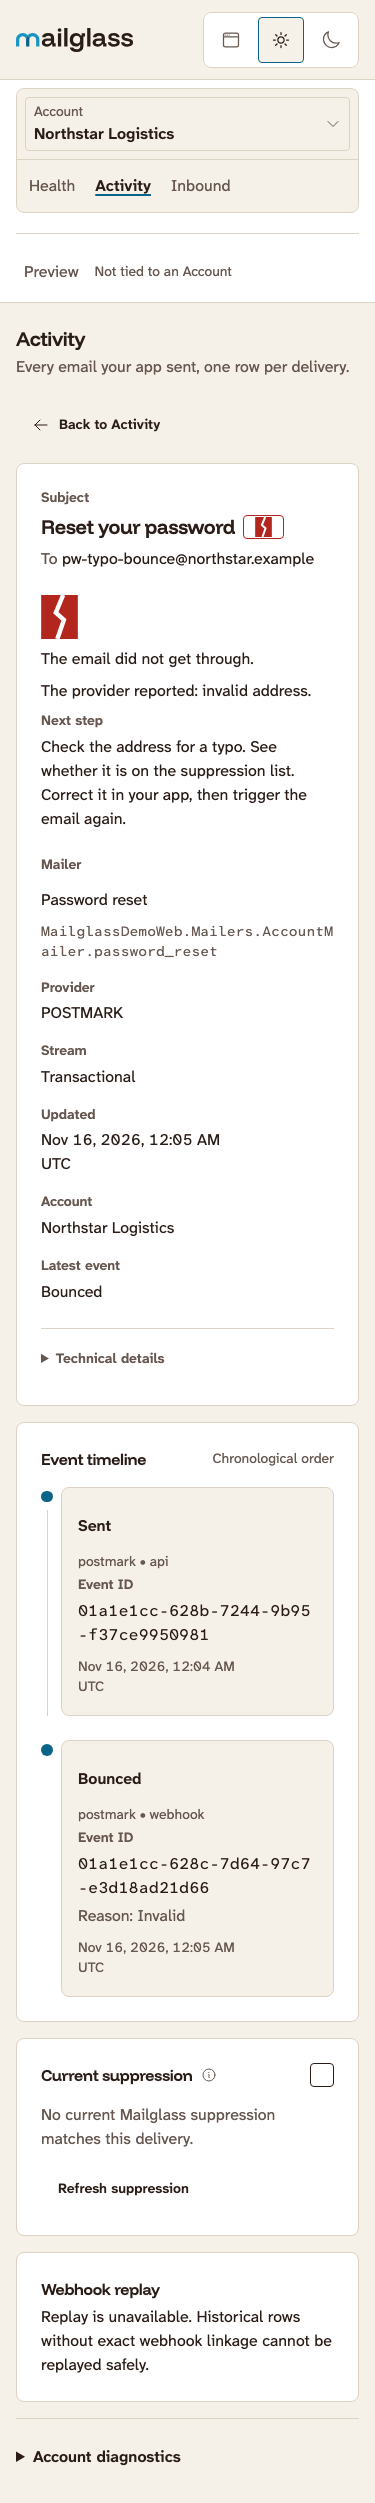 mailglass
Account
Northstar Logistics
Health Activity Inbound
Preview Not tied to an Account
Activity
Every email your app sent, one row per delivery.
Back to Activity
Subject
Reset your password
To pw-typo-bounce@northstar.example
The email did not get through.
The provider reported: invalid address.
Next step
Check the address for a typo. See
whether it is on the suppression list.
Correct it in your app, then trigger the
email again.
Mailer
Password reset
MailglassDemoWeb.Mailers.AccountM
ailer.password_reset
Provider
POSTMARK
Stream
Transactional
Updated
Nov 16, 2026, 12:05 AM
UTC
Account
Northstar Logistics
Latest event
Bounced
Technical details
Event timeline Chronological order
Sent
postmark • api
Event ID
01a1e1cc-628b-7244-9b95
-f37ce9950981
Nov 16, 2026, 12:04 AM
UTC
Bounced
postmark • webhook
Event ID
01a1e1cc-628c-7d64-97c7
-e3d18ad21d66
Reason: Invalid
Nov 16, 2026, 12:05 AM
UTC
Current suppression
No current Mailglass suppression
matches this delivery.
Refresh suppression
Webhook replay
Replay is unavailable. Historical rows
without exact webhook linkage cannot be
replayed safely.
Account diagnostics